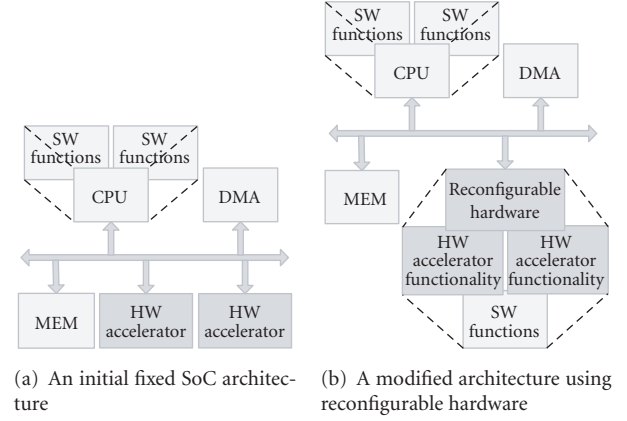 SW
functions
SW
functions
CPU
DMA
MEM
HW
accelerator
HW
accelerator
(a) An initial fixed SoC architec-
ture
SW
functions
SW
functions
CPU
DMA
MEM
Reconfigurable
hardware
HW
accelerator
functionality
HW
accelerator
functionality
SW
functions
(b) A modified architecture using
reconfigurable hardware